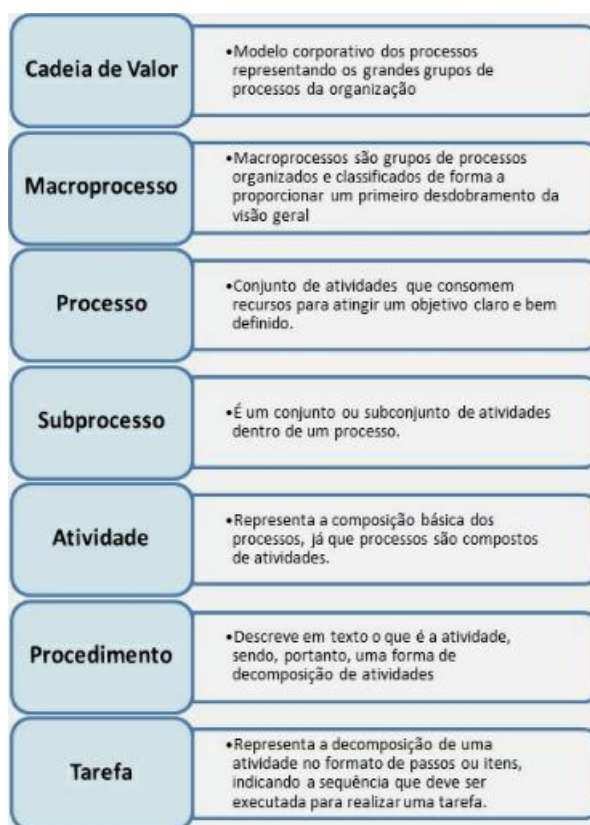 Cadeia de Valor
•Modelo corporativo dos processos
representando os grandes grupos de
processos da organização
Macroprocesso
•Macroprocessos são grupos de processos
organizados e classificados de forma a
proporcionar um primeiro desdobramento da
visão geral
Processo
•Conjunto de atividades que consomem
recursos para atingir um objetivo claro e bem
definido.
Subprocesso
•É um conjunto ou subconjunto de atividades
dentro de um processo.
Atividade
•Representa a composição básica dos
processos, já que processos são compostos
de atividades.
Procedimento
•Descreve em texto o que é a atividade,
sendo, portanto, uma forma de
decomposição de atividades
Tarefa
•Representa a decomposição de uma
atividade no formato de passos ou itens,
indicando a sequência que deve ser
executada para realizar uma tarefa.